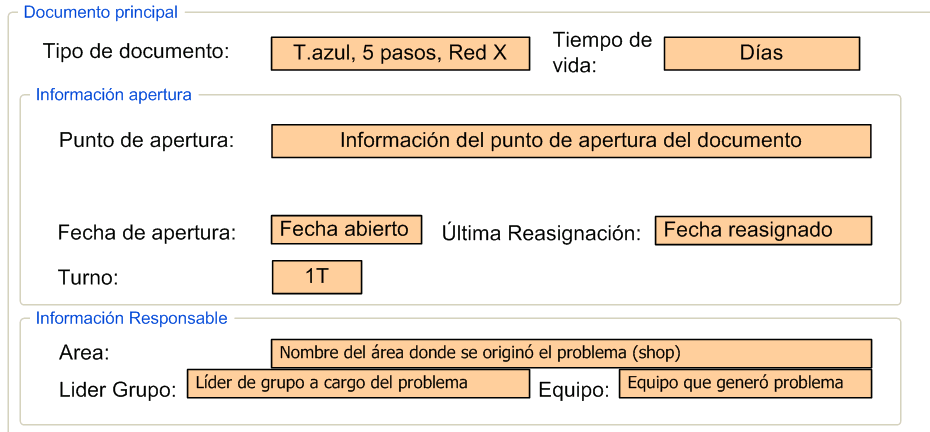 Documento principal
Tipo de documento: T.azul, 5 pasos, Red X Tiempo de vida: Días
Información apertura
Punto de apertura: Información del punto de apertura del documento
Fecha de apertura: Fecha abierto Última Reasignación: Fecha reasignado
Turno: 1T
Información Responsable
Area: Nombre del área donde se originó el problema (shop)
Lider Grupo: Líder de grupo a cargo del problema Equipo: Equipo que generó problema